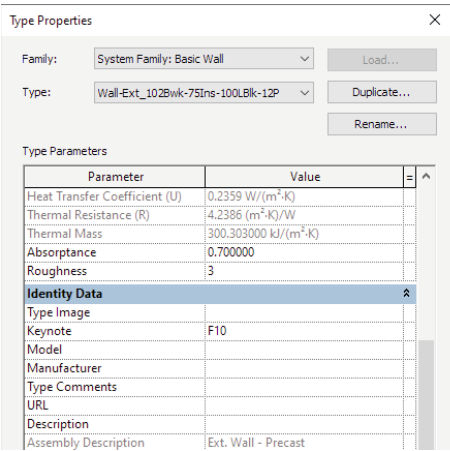 Type Properties
Family: System Family: Basic Wall Load...
Type: Wall-Ext_102Bwk-75Ins-100LBlk-12P Duplicate...
Rename...
Type Parameters
Parameter Value =
Heat Transfer Coefficient (U) 0.2359 W/(m²·K)
Thermal Resistance (R) 4.2386 (m²·K)/W
Thermal Mass 300.303000 kJ/(m²·K)
Absorptance 0.700000
Roughness 3
Identity Data
Type Image
Keynote F10
Model
Manufacturer
Type Comments
URL
Description
Assembly Description Ext. Wall - Precast